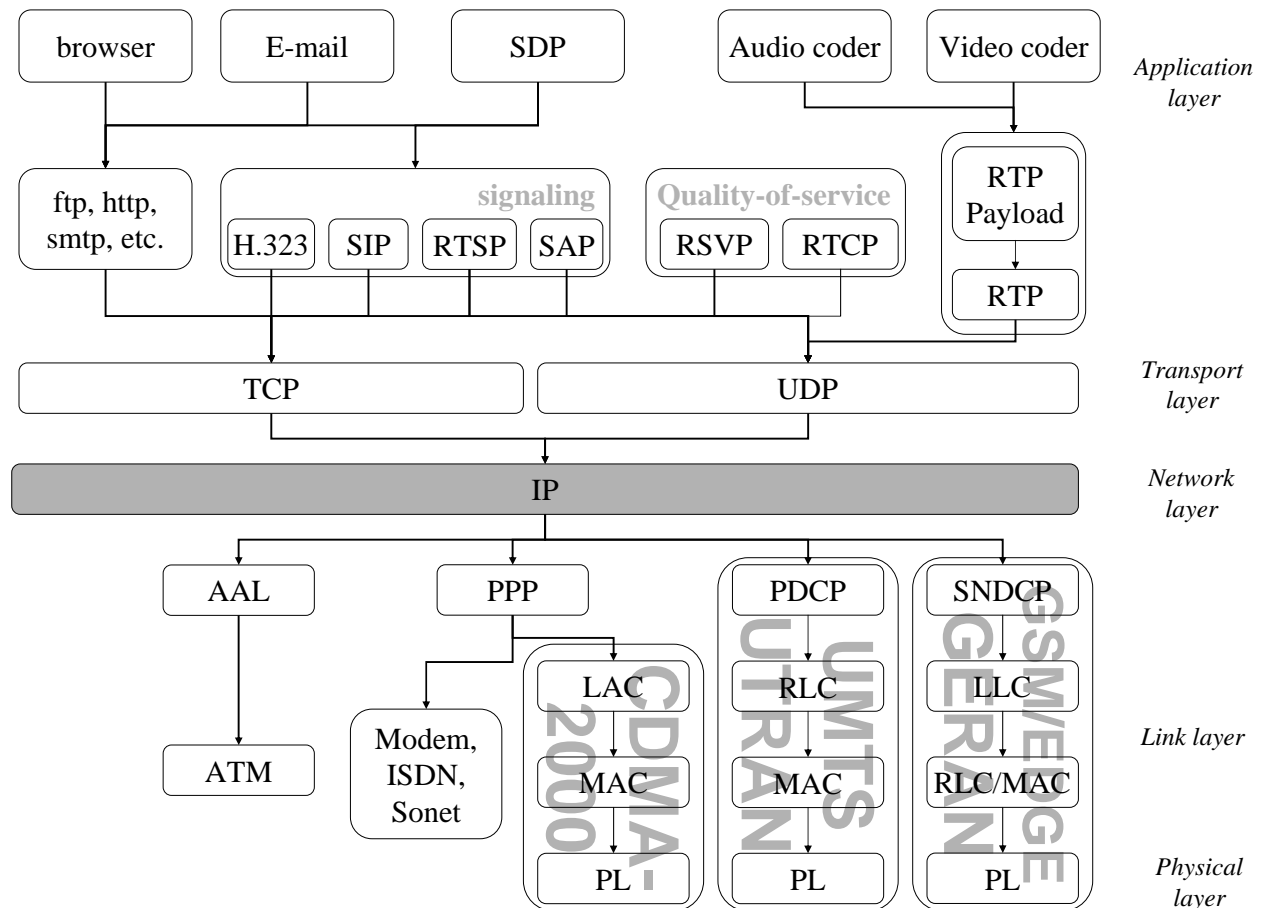 browser
E-mail
SDP
Audio coder
Video coder
Application
layer
ftp, http,
smtp, etc.
signaling
H.323
SIP
RTSP
SAP
Quality-of-service
RSVP
RTCP
RTP
Payload
RTP
TCP
UDP
Transport
layer
IP
Network
layer
AAL
PPP
PDCP
SNDCP
ATM
Modem,
ISDN,
Sonet
LAC
MAC
PL
CDMA-
2000
RLC
MAC
PL
UMTS
UTRAN
LLC
RLC/MAC
PL
GSM/EDGE
GERAN
Link layer
Physical
layer